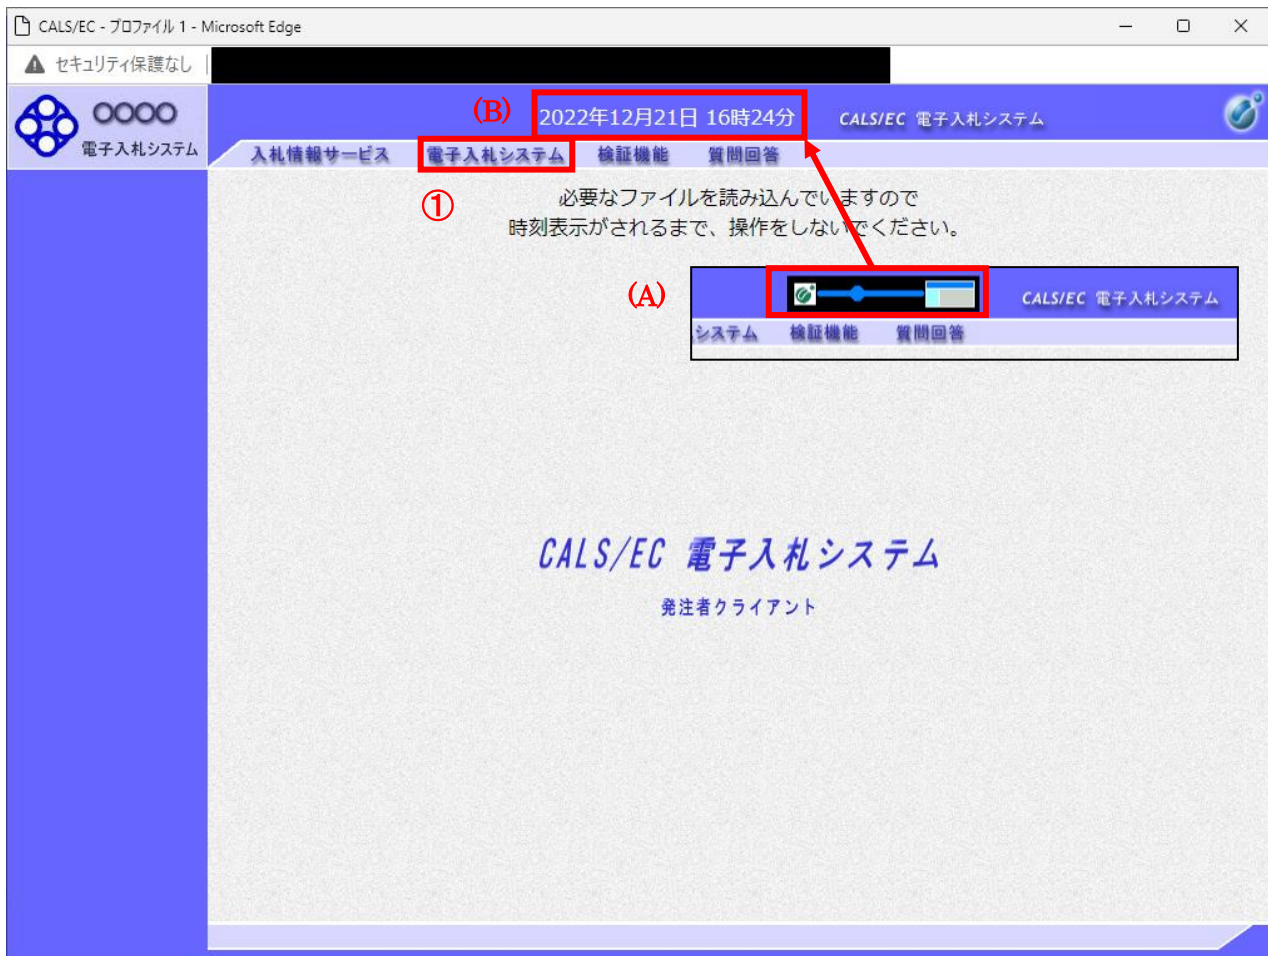 CALS/EC - プロファイル 1 - Microsoft Edge
セキュリティ保護なし
OOOO
電子入札システム
(B)
2022年12月21日 16時24分
CALS/EC 電子入札システム
入札情報サービス 電子入札システム 検証機能 質問回答
①
必要なファイルを読み込んでいますので
時刻表示がされるまで、操作をしないでください。
(A)
CALS/EC 電子入札システム
システム 検証機能 質問回答
CALS/EC 電子入札システム
発注者クライアント